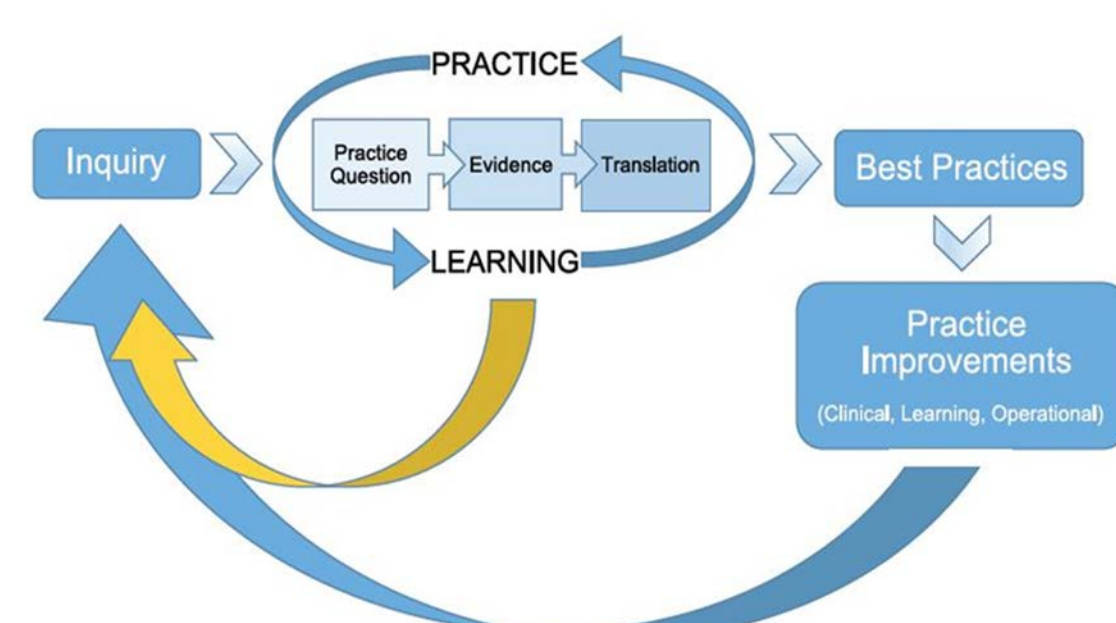 PRACTICE
Inquiry
Practice
Question
Evidence
Translation
Best Practices
LEARNING
Practice
Improvements
(Clinical, Learning, Operational)